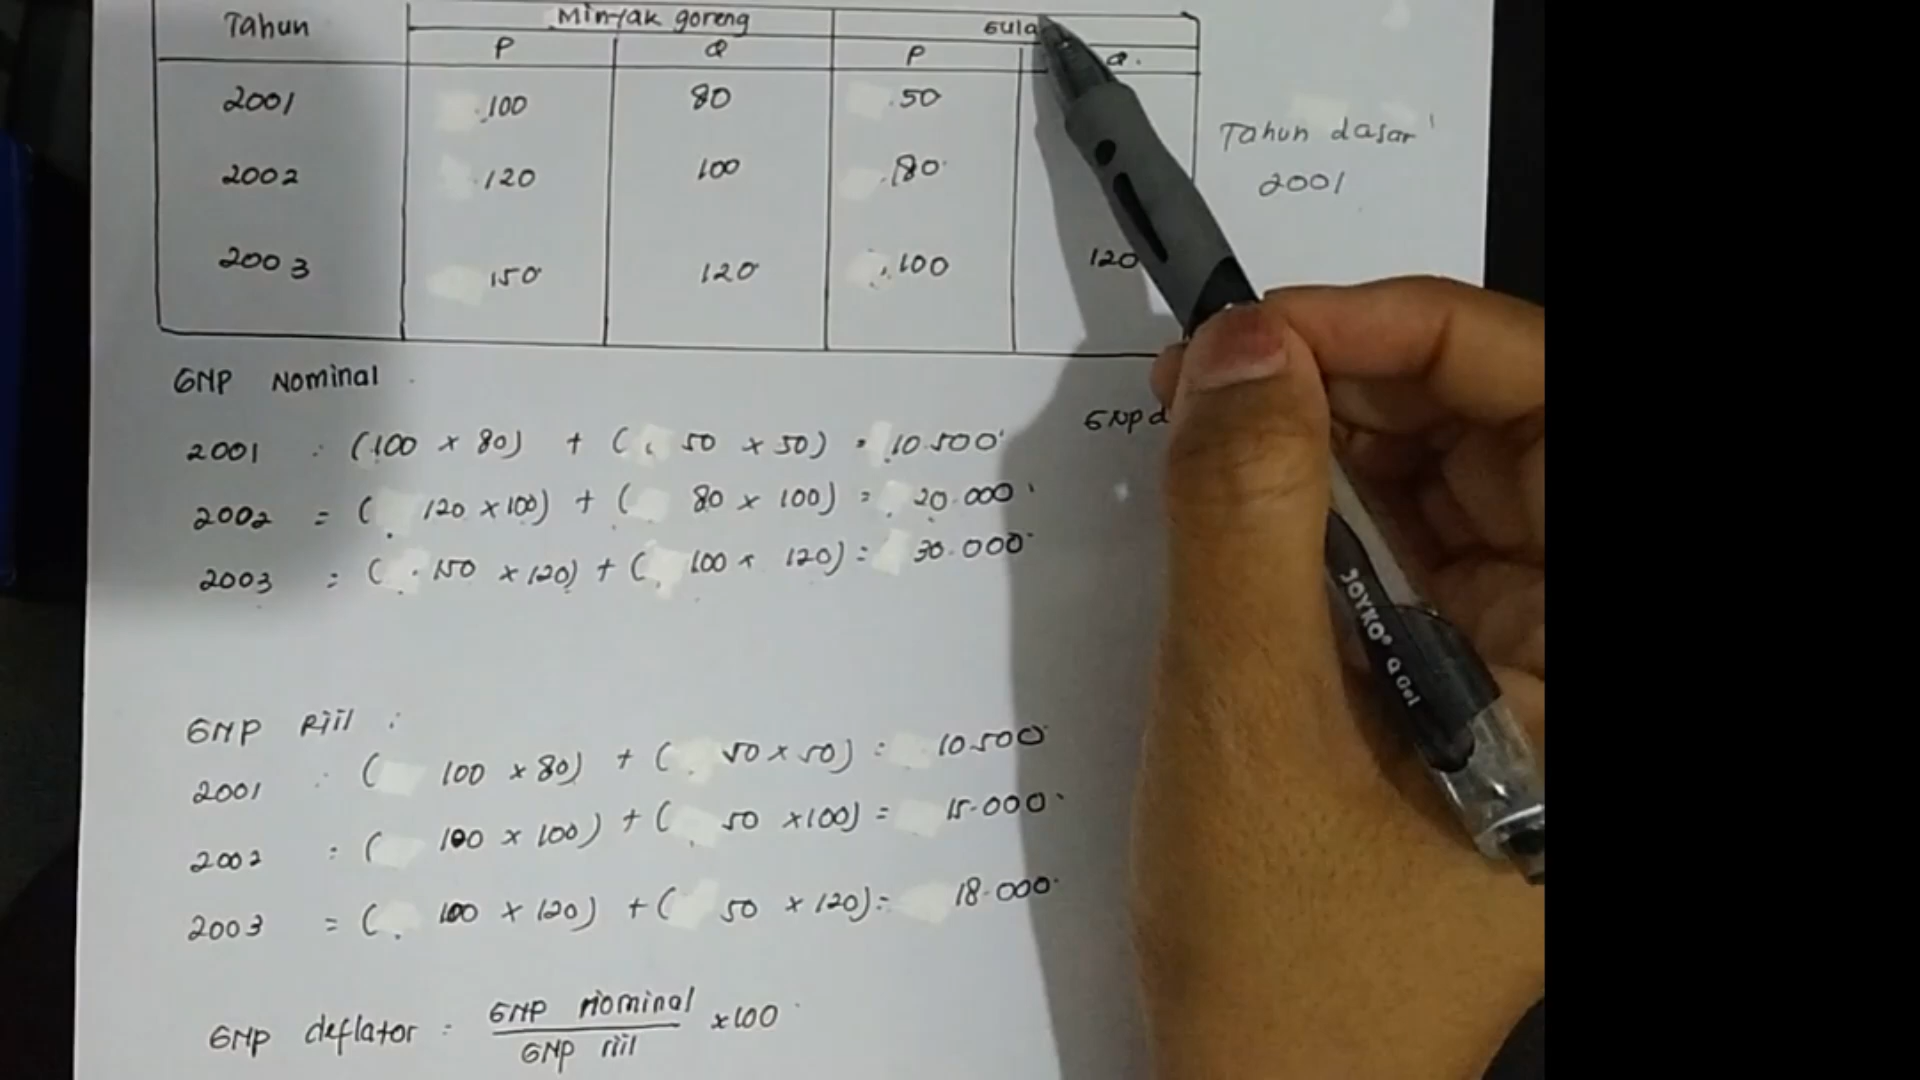 Tahun Minyak goreng Gula
P Q P Q.
2001 100 80 50
2002 120 100 80
2003 150 120 100 120
Tahun dasar
2001
GNP Nominal
2001 : (100 x 80) + ( 50 x 50) = 10.500
2002 = ( 120 x 100) + ( 80 x 100) = 20.000
2003 = ( 150 x 120) + ( 100 x 120) = 30.000
GNP d
GNP Riil :
2001 : ( 100 x 80) + ( 50 x 50) = 10.500
2002 : ( 100 x 100) + ( 50 x 100) = 15.000
2003 = ( 100 x 120) + ( 50 x 120) = 18.000
GNP deflator = GNP nominal x 100
GNP riil
JOYKO® Q Gel